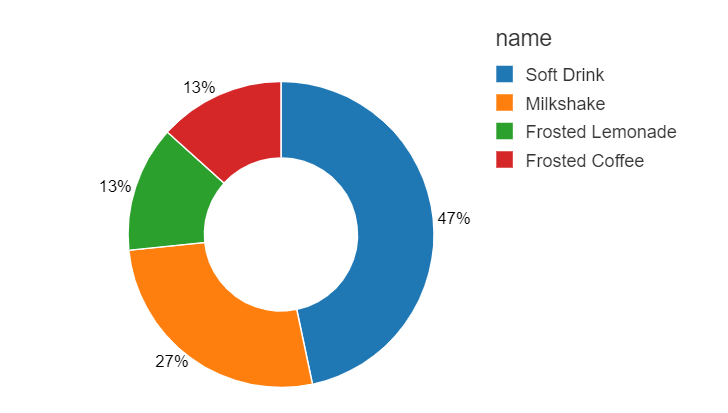 name
Soft Drink
Milkshake
Frosted Lemonade
Frosted Coffee
13%
13%
47%
27%